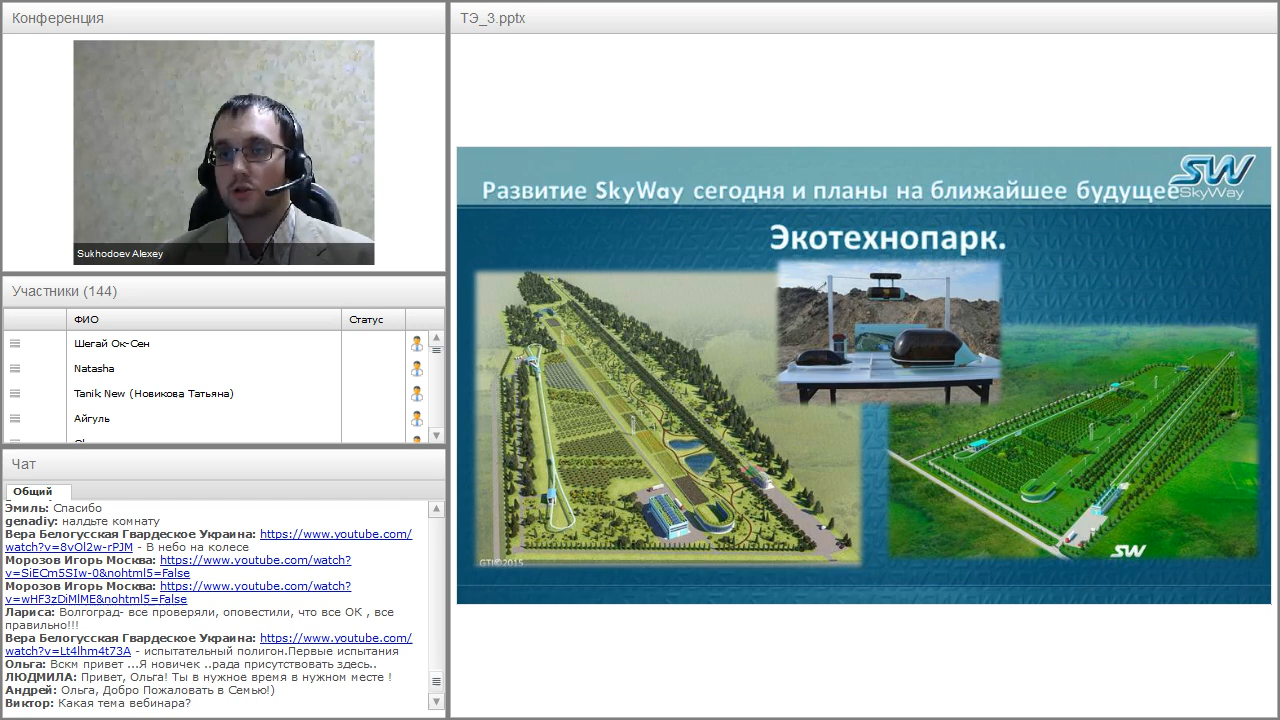 Конференция
Sukhodoev Alexey
Участники (144)
ФИО Статус
Шегай Ок-Сен
Natasha
Tanik New (Новикова Татьяна)
Айгуль
Чат
Общий
Эмиль: Спасибо
genadiy: налдьте комнату
Вера Белогусская Гвардеское Украина: https://www.youtube.com/
watch?v=8vOl2w-rPJM - В небо на колесе
Морозов Игорь Москва: https://www.youtube.com/watch?
v=SiECm5SIw-0&nohtml5=False
Морозов Игорь Москва: https://www.youtube.com/watch?
v=wHF3zDiMlME&nohtml5=False
Лариса: Волгоград- все проверяли, оповестили, что все ОК , все
правильно!!!
Вера Белогусская Гвардеское Украина: https://www.youtube.com/
watch?v=Lt4lhm4t73A - испытательный полигон.Первые испытания
Ольга: Вскм привет ...Я новичек ..рада присутствовать здесь..
ЛЮДМИЛА: Привет, Ольга! Ты в нужное время в нужном месте !
Андрей: Ольга, Добро Пожаловать в Семью!)
Виктор: Какая тема вебинара?
ТЭ_3.pptx
SW
SkyWay
Развитие SkyWay сегодня и планы на ближайшее будущее
Экотехнопарк.
GTI©2015
SW